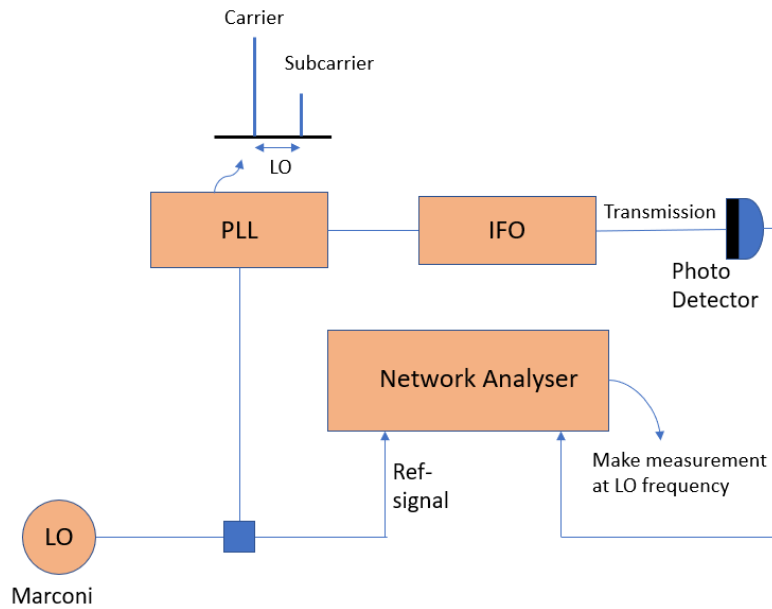 Carrier
Subcarrier
LO
PLL
IFO
Transmission
Photo
Detector
Network Analyser
Ref-
signal
Make measurement
at LO frequency
LO
Marconi